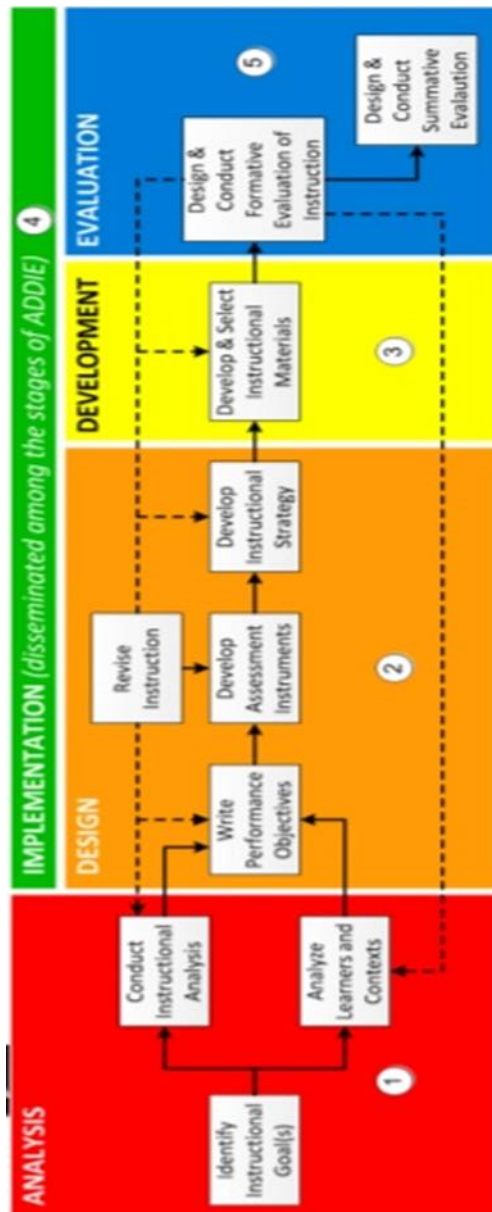 IMPLEMENTATION (disseminated among the stages of ADDIE) 4
ANALYSIS
Identify
Instructional
Goal(s)
Conduct
Instructional
Analysis
Analyze
Learners and
Contexts
1
DESIGN
Revise
Instruction
Write
Performance
Objectives
Develop
Assessment
Instruments
Develop
Instructional
Strategy
2
DEVELOPMENT
Develop & Select
Instructional
Materials
3
EVALUATION
Design &
Conduct
Formative
Evaluation of
Instruction
5
Design &
Conduct
Summative
Evalaution